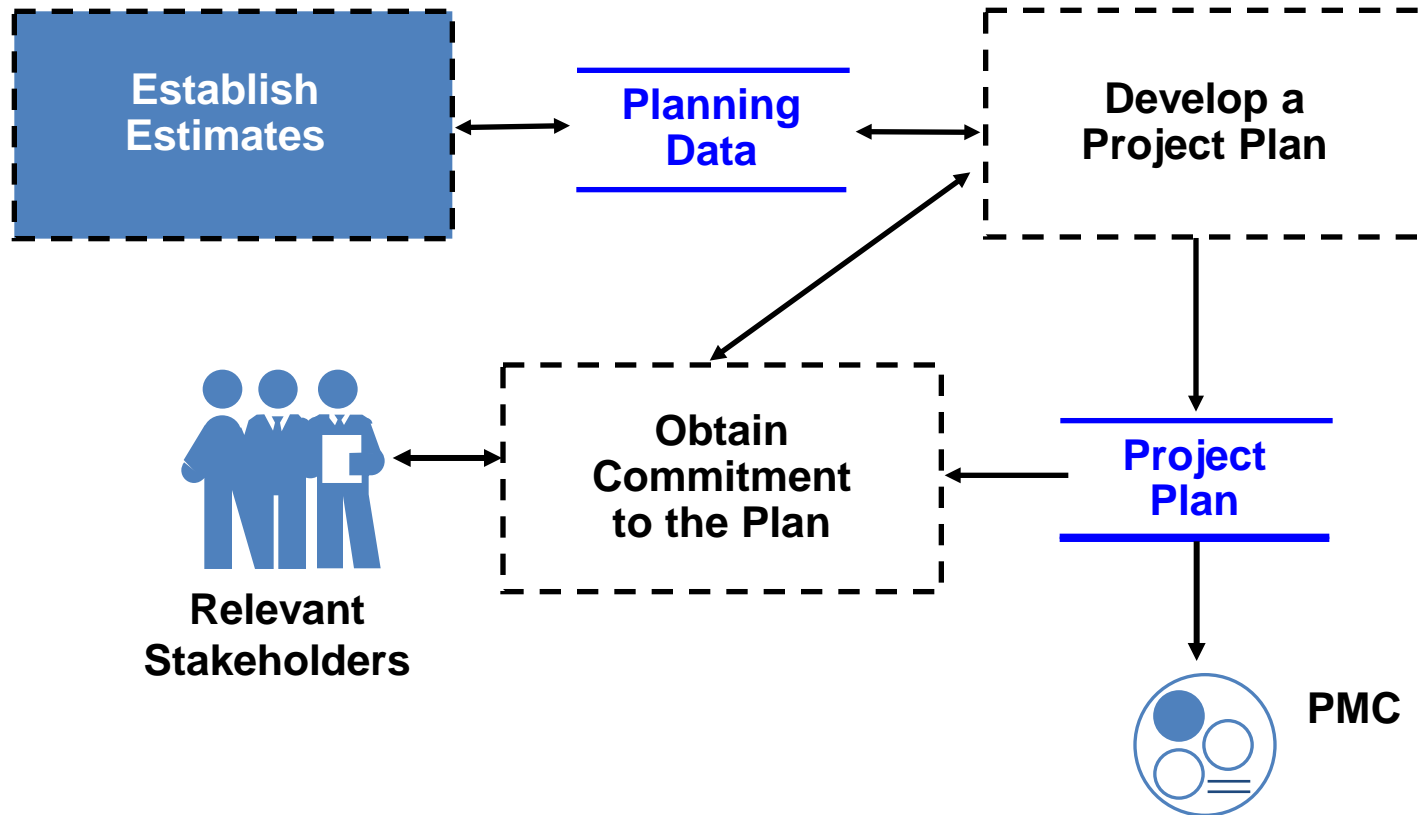 Establish
Estimates
Planning
Data
Develop a
Project Plan
Obtain
Commitment
to the Plan
Project
Plan
Relevant
Stakeholders
PMC